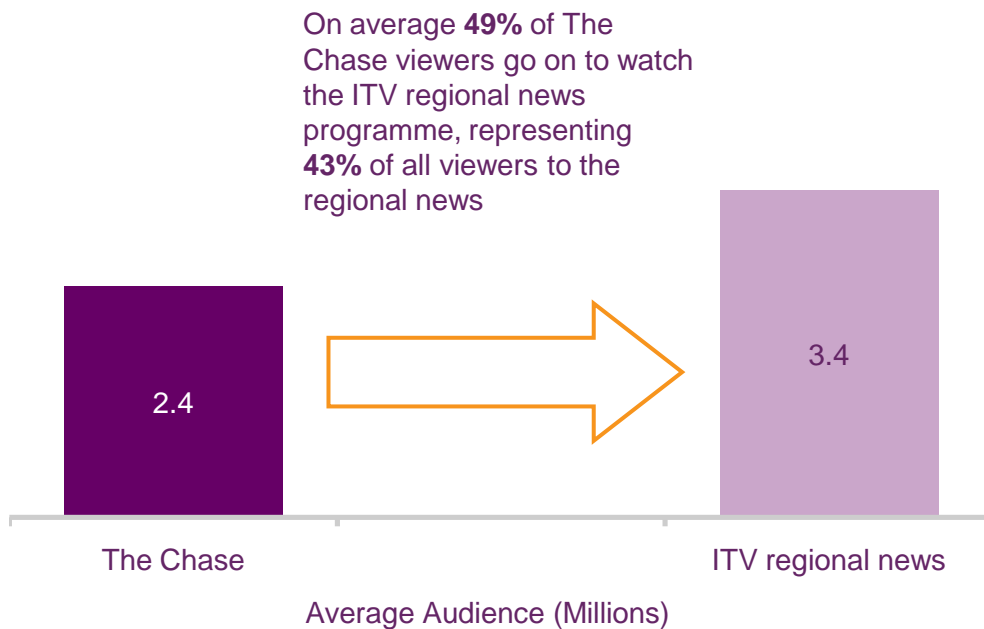 On average 49% of The
Chase viewers go on to watch
the ITV regional news
programme, representing
43% of all viewers to the
regional news
2.4
3.4
The Chase
ITV regional news
Average Audience (Millions)